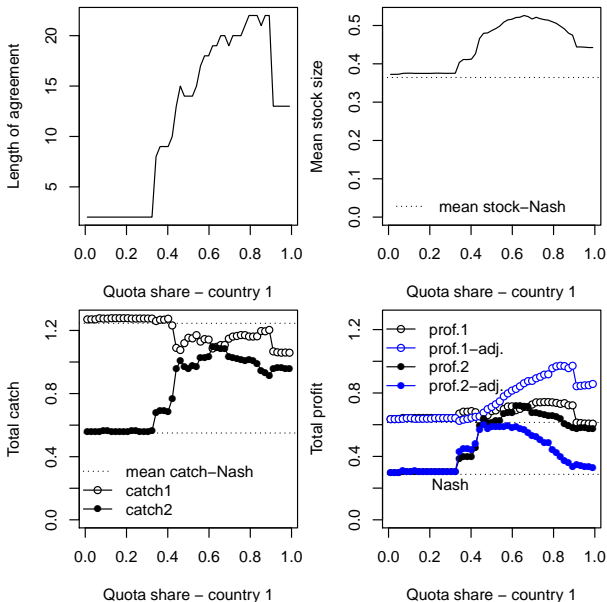 Length of agreement
5 10 15 20
0.0 0.2 0.4 0.6 0.8 1.0
Quota share − country 1
Mean stock size
0.0 0.1 0.2 0.3 0.4 0.5
mean stock−Nash
0.0 0.2 0.4 0.6 0.8 1.0
Quota share − country 1
Total catch
0.0 0.4 0.8 1.2
mean catch−Nash
catch1
catch2
0.0 0.2 0.4 0.6 0.8 1.0
Quota share − country 1
Total profit
0.0 0.4 0.8 1.2
prof.1
prof.1−adj.
prof.2
prof.2−adj.
Nash
0.0 0.2 0.4 0.6 0.8 1.0
Quota share − country 1